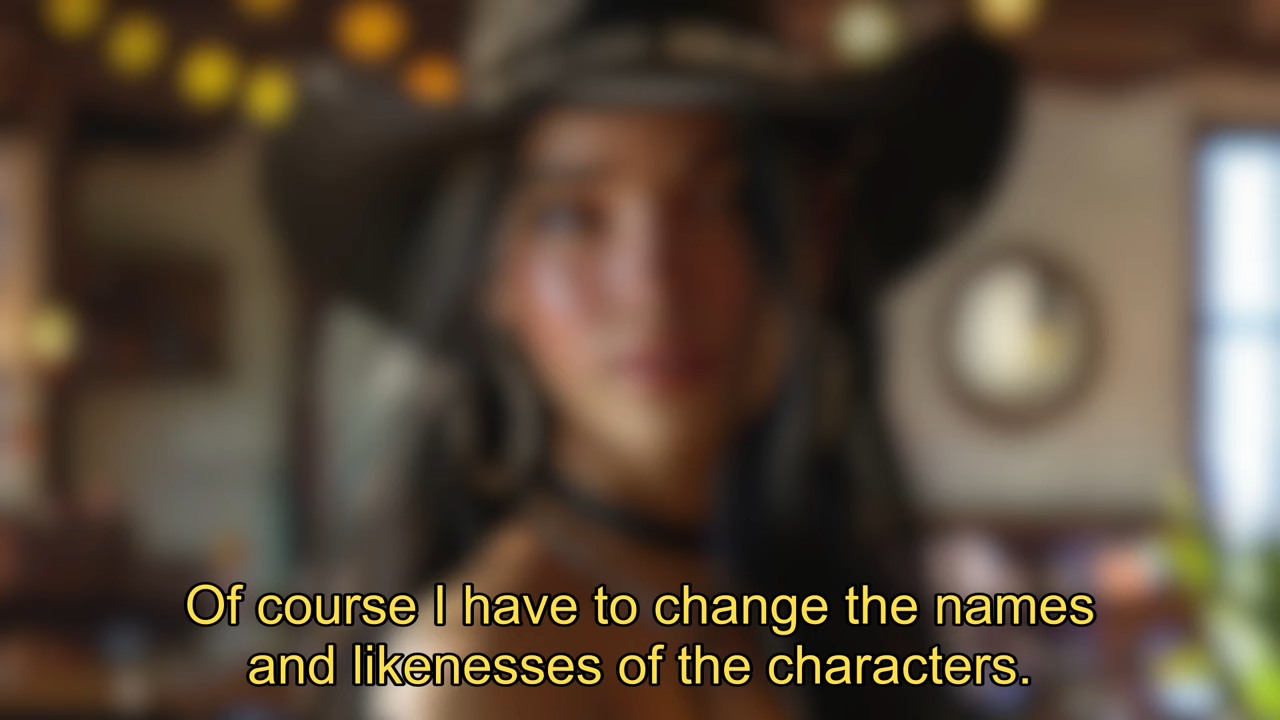 Of course I have to change the names
and likenesses of the characters.